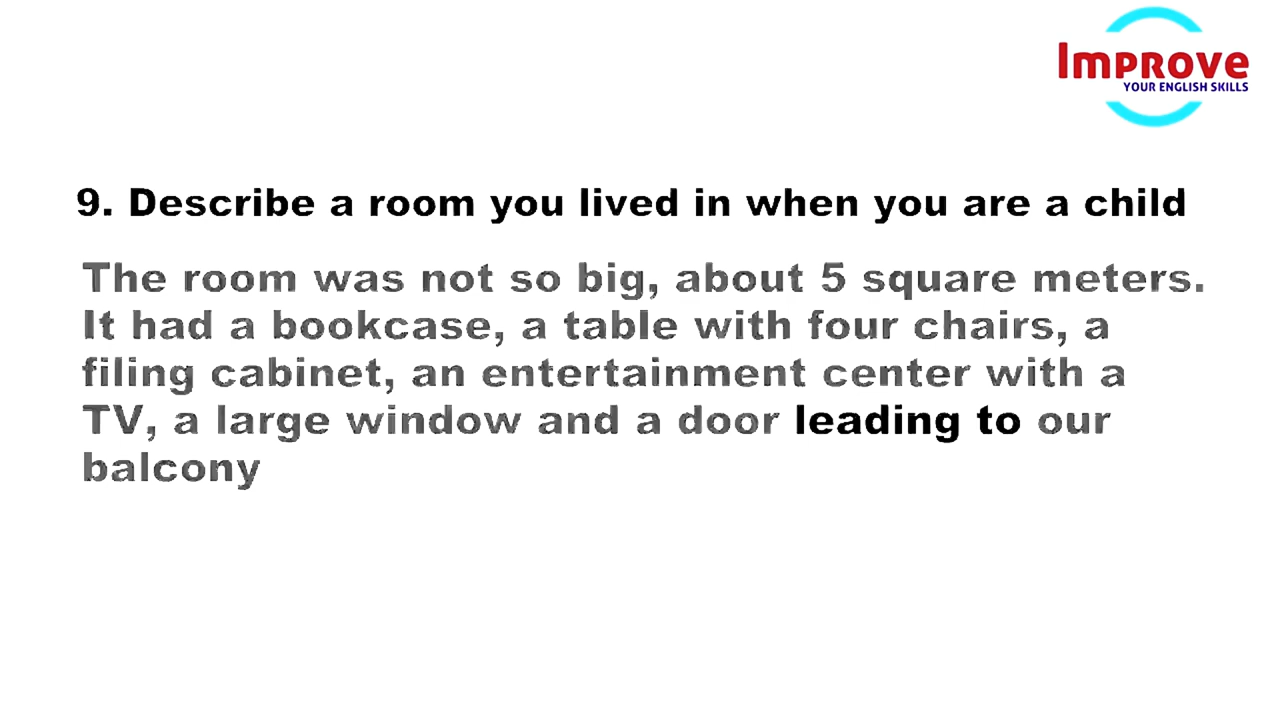 Improve
YOUR ENGLISH SKILLS
9. Describe a room you lived in when you are a child
The room was not so big, about 5 square meters.
It had a bookcase, a table with four chairs, a
filing cabinet, an entertainment center with a
TV, a large window and a door leading to our
balcony